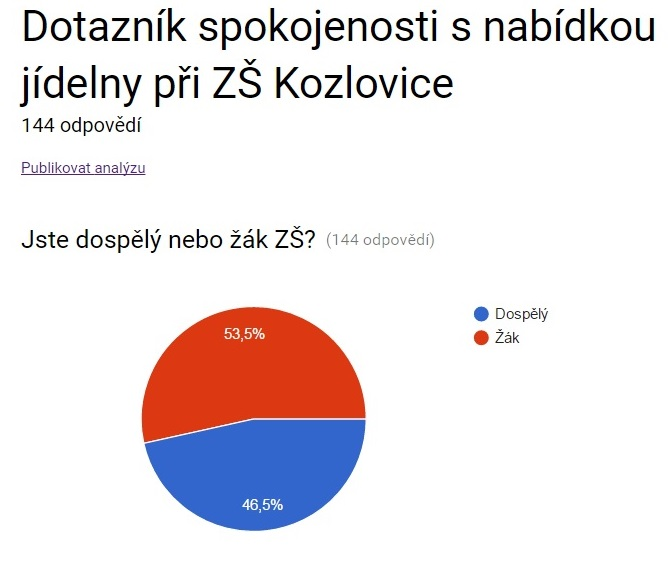 Dotazník spokojenosti s nabídkou
jídelny při ZŠ Kozlovice
144 odpovědí
Publikovat analýzu
Jste dospělý nebo žák ZŠ? (144 odpovědí)
Dospělý
Žák
53,5%
46,5%